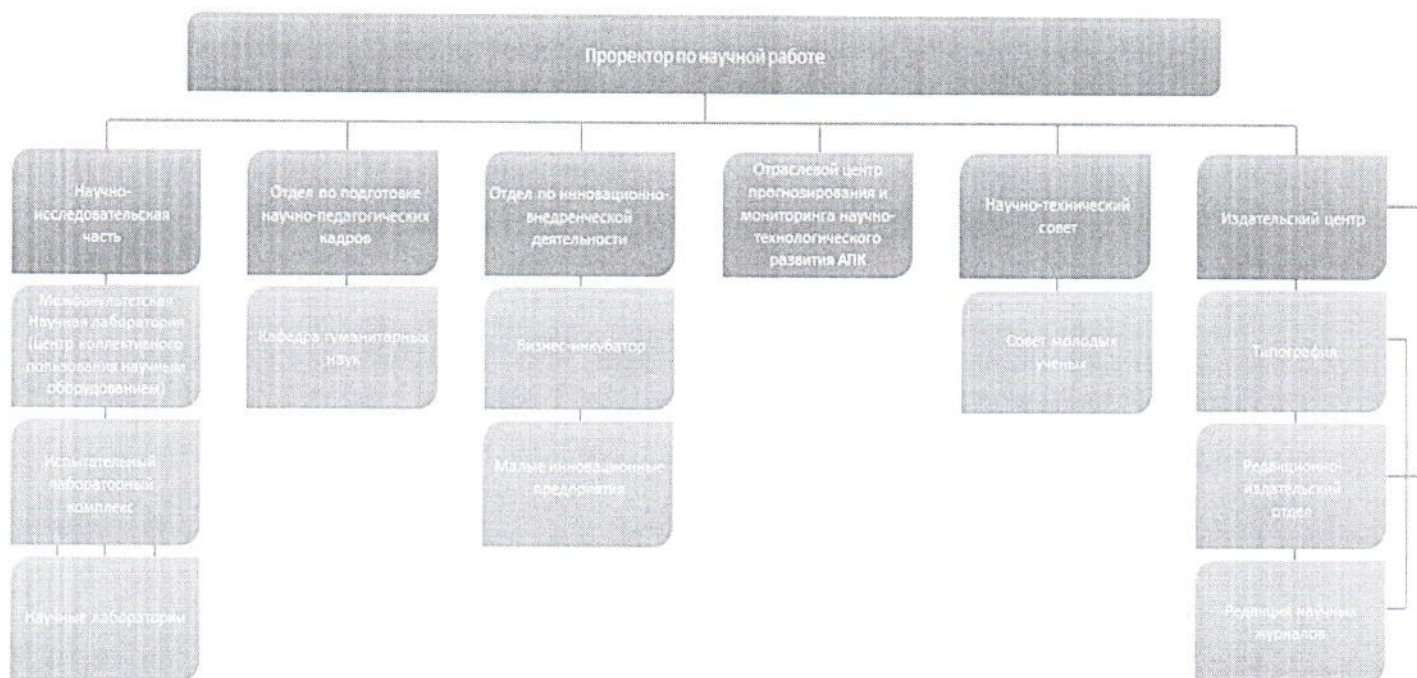 Проректор по научной работе
Научно-
исследовательская
часть
Отдел по подготовке
научно-педагогических
кадров
Отдел по инновационно-
внедренческой
деятельности
Отраслевой центр
прогнозирования и
мониторинга научно-
технологического
развития АПК
Научно-технический
совет
Издательский центр
Межфакультетская
Научная лаборатория
(центр коллективного
пользования научным
оборудованием)
Кафедра гуманитарных
наук
Бизнес-инкубатор
Совет молодых
ученых
Типография
Испытательный
лабораторный
комплекс
Малые инновационные
предприятия
Редакционно-
издательский
отдел
Научные лаборатории
Редакция научных
журналов